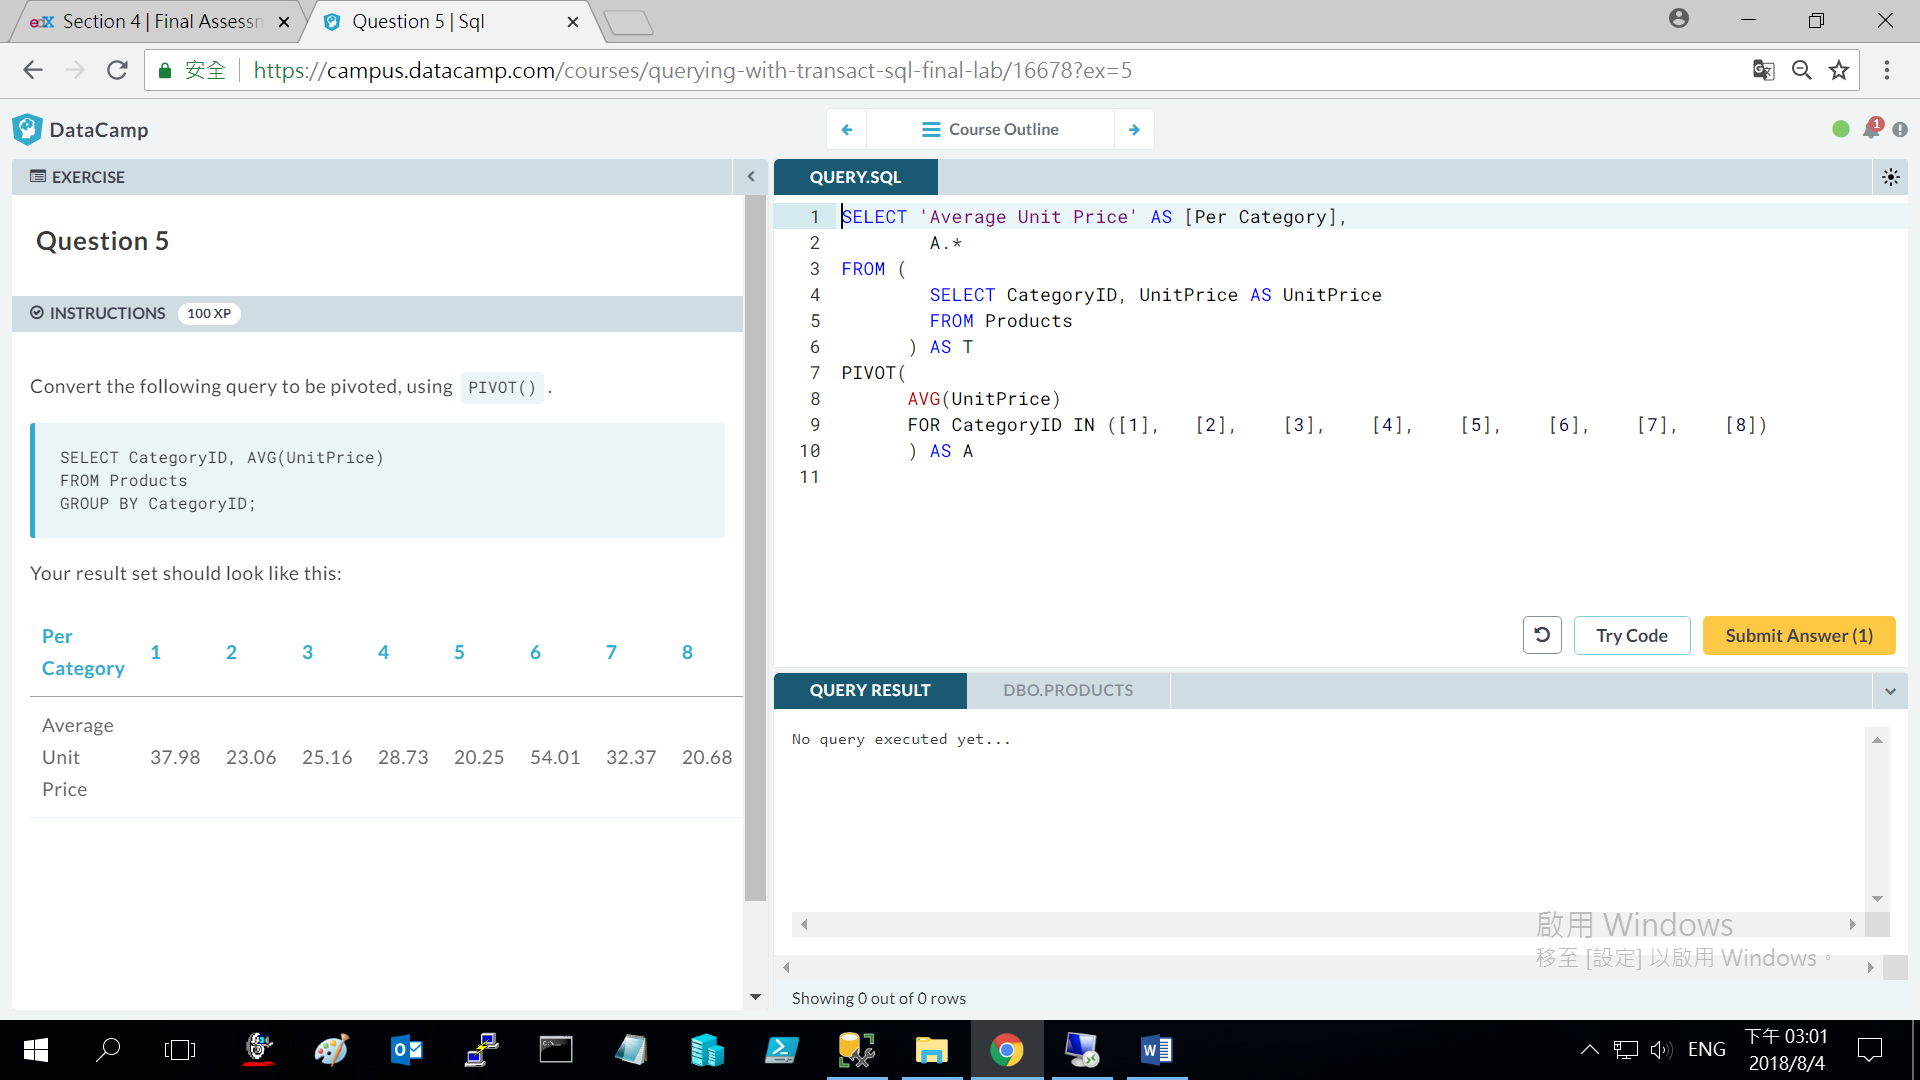 edX Section 4 | Final Assessm
Question 5 | Sql
安全 https://campus.datacamp.com/courses/querying-with-transact-sql-final-lab/16678?ex=5
DataCamp
Course Outline
1
EXERCISE
Question 5
INSTRUCTIONS 100 XP
Convert the following query to be pivoted, using PIVOT() .
SELECT CategoryID, AVG(UnitPrice)
FROM Products
GROUP BY CategoryID;
Your result set should look like this:
Per Category 1 2 3 4 5 6 7 8
Average Unit Price 37.98 23.06 25.16 28.73 20.25 54.01 32.37 20.68
QUERY.SQL
1 SELECT 'Average Unit Price' AS [Per Category],
2 A.*
3 FROM (
4 SELECT CategoryID, UnitPrice AS UnitPrice
5 FROM Products
6 ) AS T
7 PIVOT(
8 AVG(UnitPrice)
9 FOR CategoryID IN ([1], [2], [3], [4], [5], [6], [7], [8])
10 ) AS A
11
Try Code
Submit Answer (1)
QUERY RESULT
DBO.PRODUCTS
No query executed yet...
啟用 Windows
移至 [設定] 以啟用 Windows。
Showing 0 out of 0 rows
ENG
下午 03:01
2018/8/4